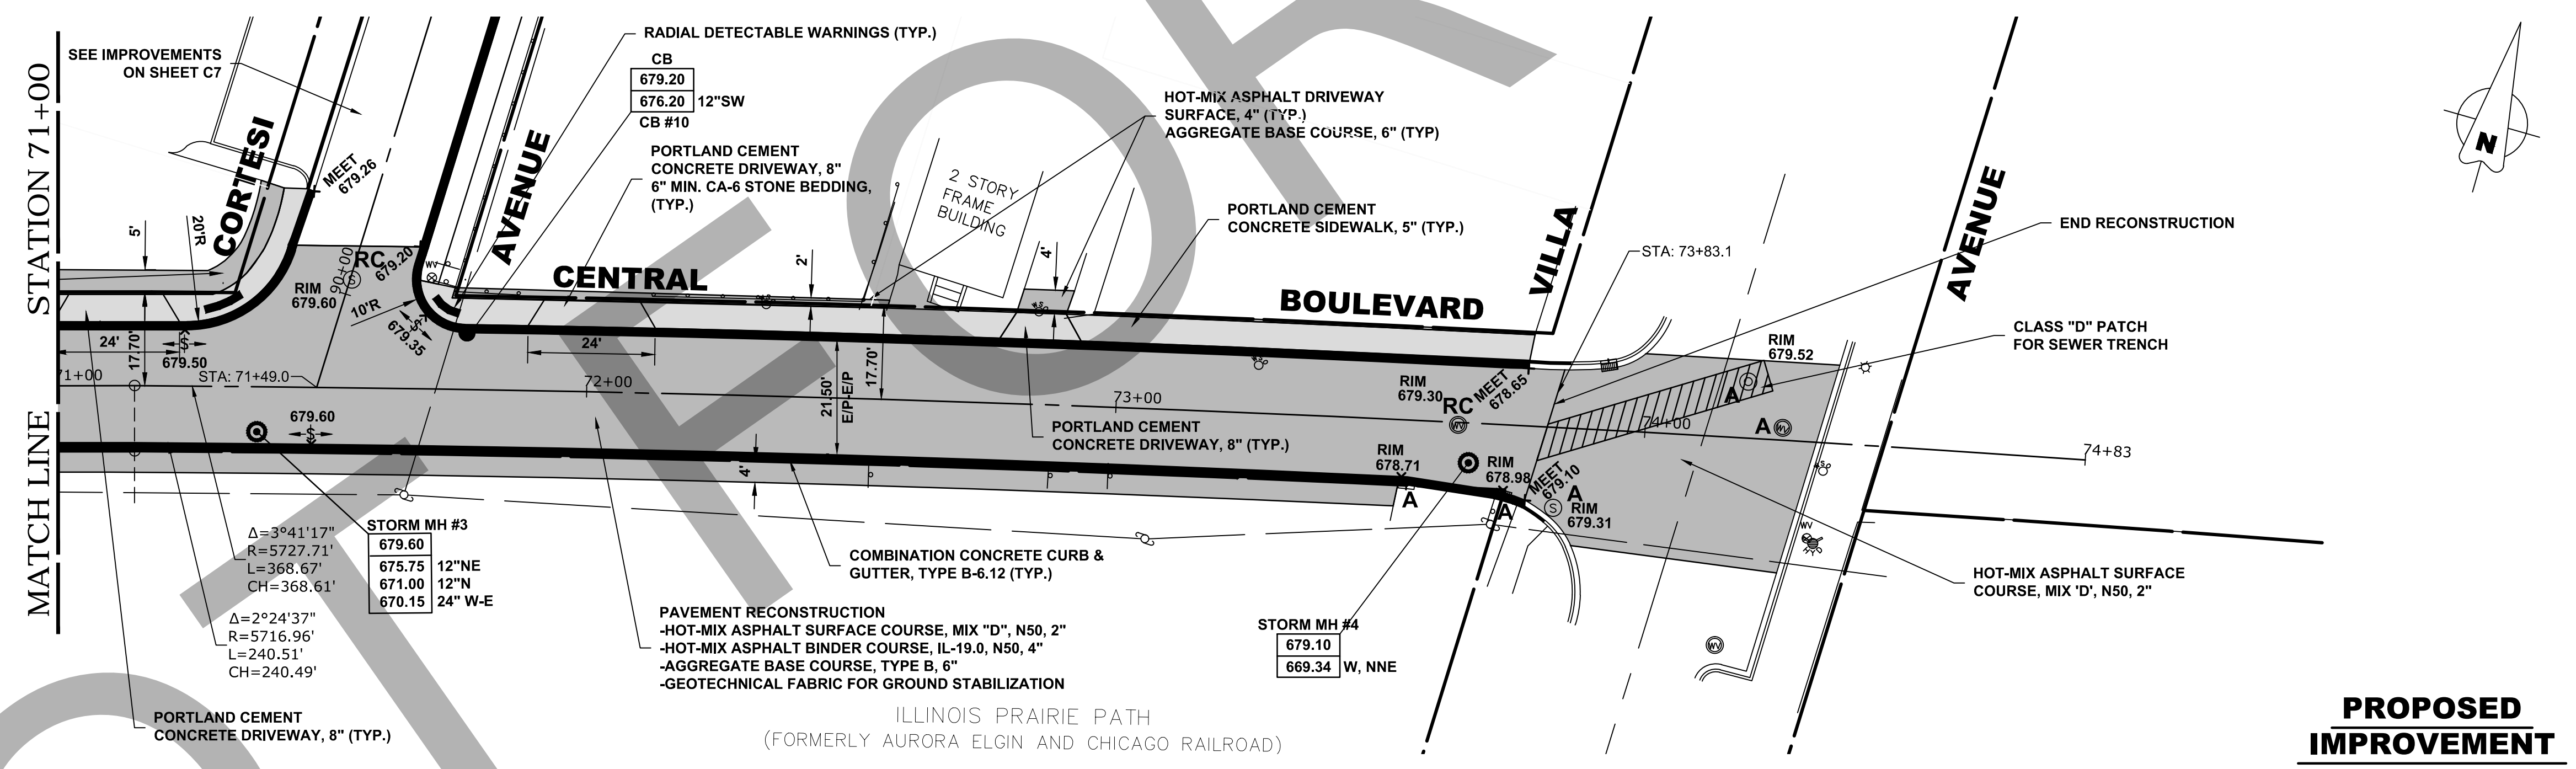 SEE IMPROVEMENTS
ON SHEET C7
STATION 71+00
MATCH LINE
CORTESI
AVENUE
MEET
679.26
5'
20'R
RADIAL DETECTABLE WARNINGS (TYP.)
CB
679.20
676.20 12"SW
CB #10
PORTLAND CEMENT
CONCRETE DRIVEWAY, 8"
6" MIN. CA-6 STONE BEDDING,
(TYP.)
HOT-MIX ASPHALT DRIVEWAY
SURFACE, 4" (TYP.)
AGGREGATE BASE COURSE, 6" (TYP)
2 STORY
FRAME
BUILDING
PORTLAND CEMENT
CONCRETE SIDEWALK, 5" (TYP.)
CENTRAL
BOULEVARD
VILLA
AVENUE
N
END RECONSTRUCTION
STA: 73+83.1
CLASS "D" PATCH
FOR SEWER TRENCH
RIM
679.52
RC
679.20
90+00
S
RIM
679.60
10'R
679.35
WV
2'
4'
24'
17.70'
679.50
71+00
STA: 71+49.0
24'
72+00
21.50'
E/P-E/P
17.70'
73+00
RIM
679.30
RC
WV
MEET
678.65
A
74+00
A
WV
74+83
679.60
4'
PORTLAND CEMENT
CONCRETE DRIVEWAY, 8" (TYP.)
RIM
678.71
A
RIM
678.98
A
MEET
679.10
A
S
RIM
679.31
WV
HYD
Δ=3°41'17"
R=5727.71'
L=368.67'
CH=368.61'
Δ=2°24'37"
R=5716.96'
L=240.51'
CH=240.49'
STORM MH #3
679.60
675.75 12"NE
671.00 12"N
670.15 24" W-E
COMBINATION CONCRETE CURB &
GUTTER, TYPE B-6.12 (TYP.)
PAVEMENT RECONSTRUCTION
-HOT-MIX ASPHALT SURFACE COURSE, MIX "D", N50, 2"
-HOT-MIX ASPHALT BINDER COURSE, IL-19.0, N50, 4"
-AGGREGATE BASE COURSE, TYPE B, 6"
-GEOTECHNICAL FABRIC FOR GROUND STABILIZATION
STORM MH #4
679.10
669.34 W, NNE
HOT-MIX ASPHALT SURFACE
COURSE, MIX 'D', N50, 2"
WV
PORTLAND CEMENT
CONCRETE DRIVEWAY, 8" (TYP.)
ILLINOIS PRAIRIE PATH
(FORMERLY AURORA ELGIN AND CHICAGO RAILROAD)
PROPOSED
IMPROVEMENT